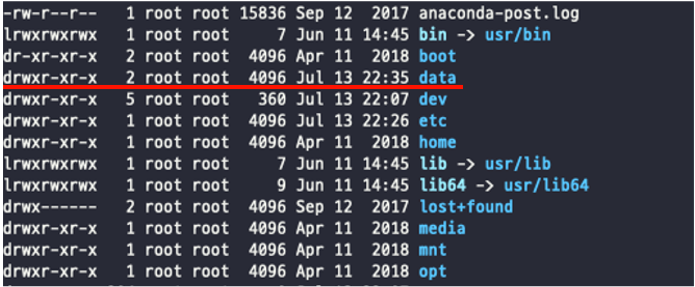 -rw-r--r-- 1 root root 15836 Sep 12 2017 anaconda-post.log
lrwxrwxrwx 1 root root 7 Jun 11 14:45 bin -> usr/bin
dr-xr-xr-x 2 root root 4096 Apr 11 2018 boot
drwxr-xr-x 2 root root 4096 Jul 13 22:35 data
drwxr-xr-x 5 root root 360 Jul 13 22:07 dev
drwxr-xr-x 1 root root 4096 Jul 13 22:26 etc
drwxr-xr-x 1 root root 4096 Apr 11 2018 home
lrwxrwxrwx 1 root root 7 Jun 11 14:45 lib -> usr/lib
lrwxrwxrwx 1 root root 9 Jun 11 14:45 lib64 -> usr/lib64
drwx------ 2 root root 4096 Sep 12 2017 lost+found
drwxr-xr-x 1 root root 4096 Apr 11 2018 media
drwxr-xr-x 1 root root 4096 Apr 11 2018 mnt
drwxr-xr-x 1 root root 4096 Apr 11 2018 opt